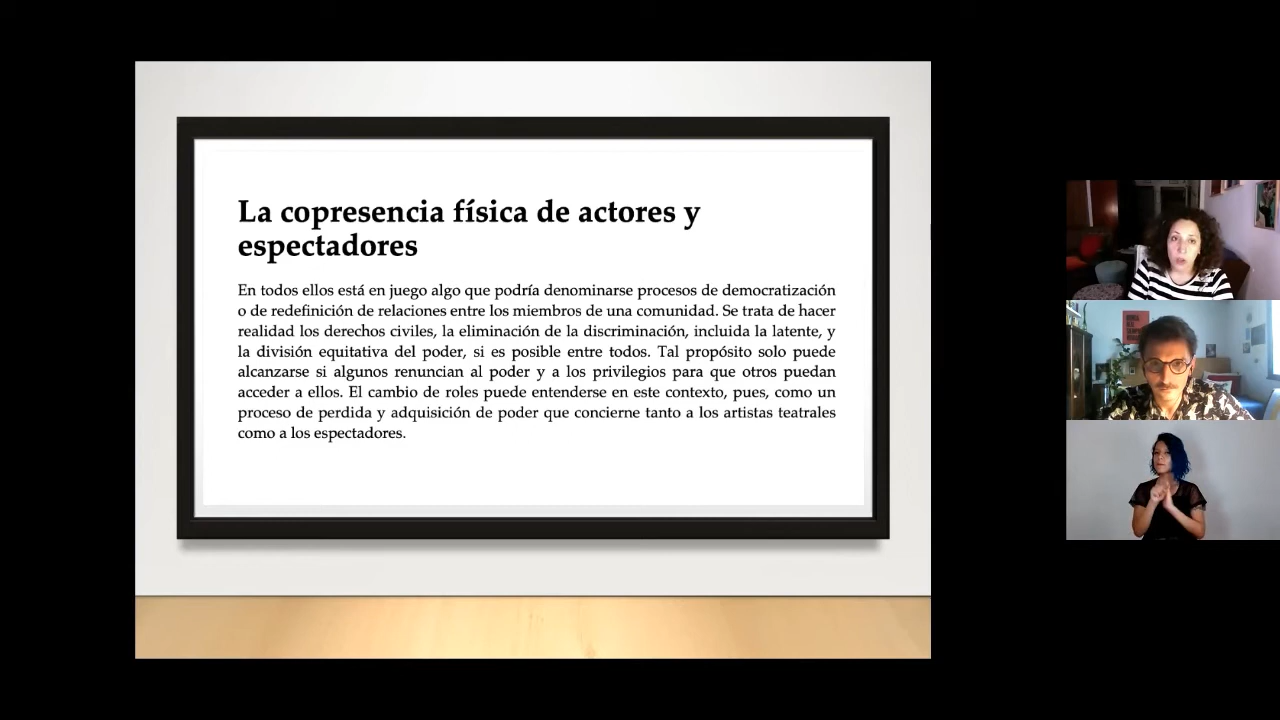 La copresencia física de actores y
espectadores
En todos ellos está en juego algo que podría denominarse procesos de democratización
o de redefinición de relaciones entre los miembros de una comunidad. Se trata de hacer
realidad los derechos civiles, la eliminación de la discriminación, incluida la latente, y
la división equitativa del poder, si es posible entre todos. Tal propósito solo puede
alcanzarse si algunos renuncian al poder y a los privilegios para que otros puedan
acceder a ellos. El cambio de roles puede entenderse en este contexto, pues, como un
proceso de perdida y adquisición de poder que concierne tanto a los artistas teatrales
como a los espectadores.